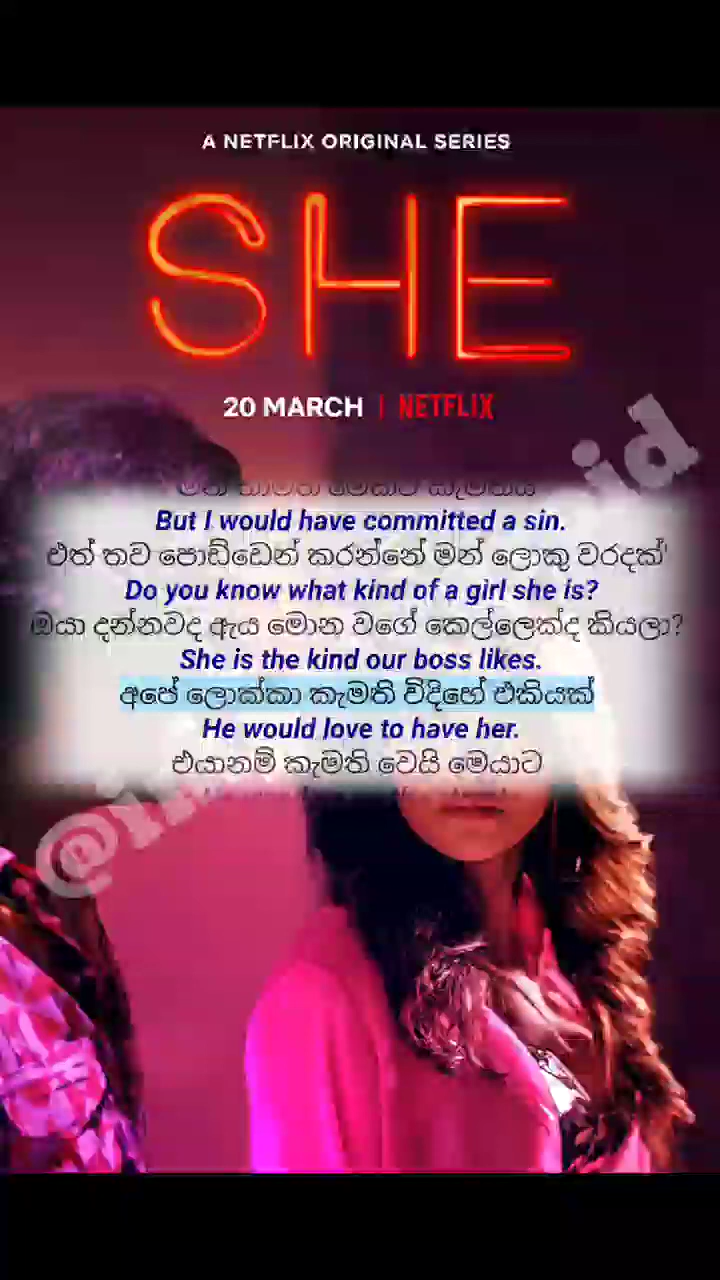 A NETFLIX ORIGINAL SERIES
SHE
20 MARCH | NETFLIX
But I would have committed a sin.
එත් තව පොඩ්ඩෙන් කරන්නේ මන් ලොකු වරදක්'
Do you know what kind of a girl she is?
ඔයා දන්නවද ඇය මොන වගේ කෙල්ලෙක්ද කියලා?
She is the kind our boss likes.
අපේ ලොක්කා කැමති විදිහේ එකියක්
He would love to have her.
එයානම් කැමති වෙයි මෙයාට